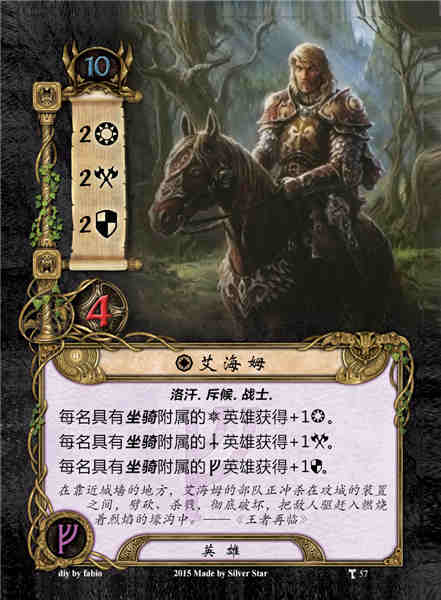 10
2
2
2
4
艾海姆
洛汗. 斥候. 战士.
每名具有坐骑附属的英雄获得+1。
每名具有坐骑附属的英雄获得+1。
每名具有坐骑附属的英雄获得+1。
在靠近城墙的地方，艾海姆的部队正冲杀在攻城的装置
之间，劈砍、杀戮，彻底破坏，把敌人驱赶入燃烧
着烈焰的壕沟中。——《王者再临》
英雄
diy by fabio 2015 Made by Silver Star 57